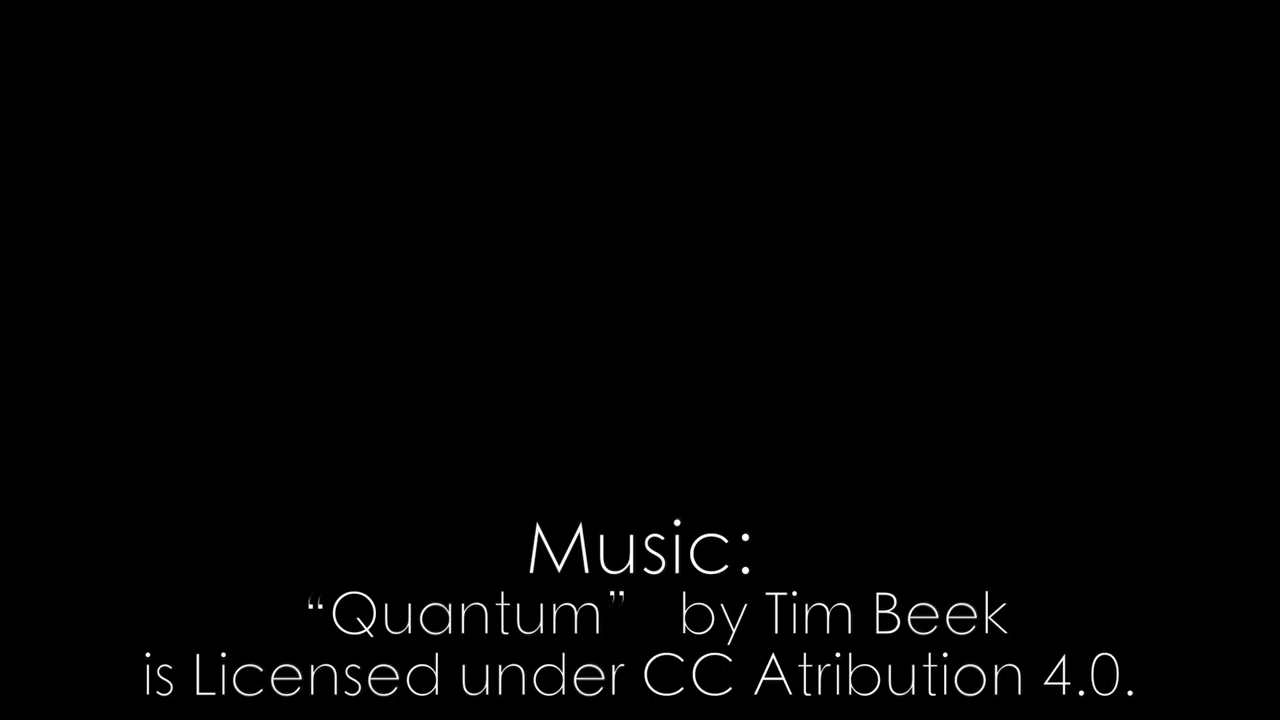 Music:
“Quantum” by Tim Beek
is Licensed under CC Atribution 4.0.